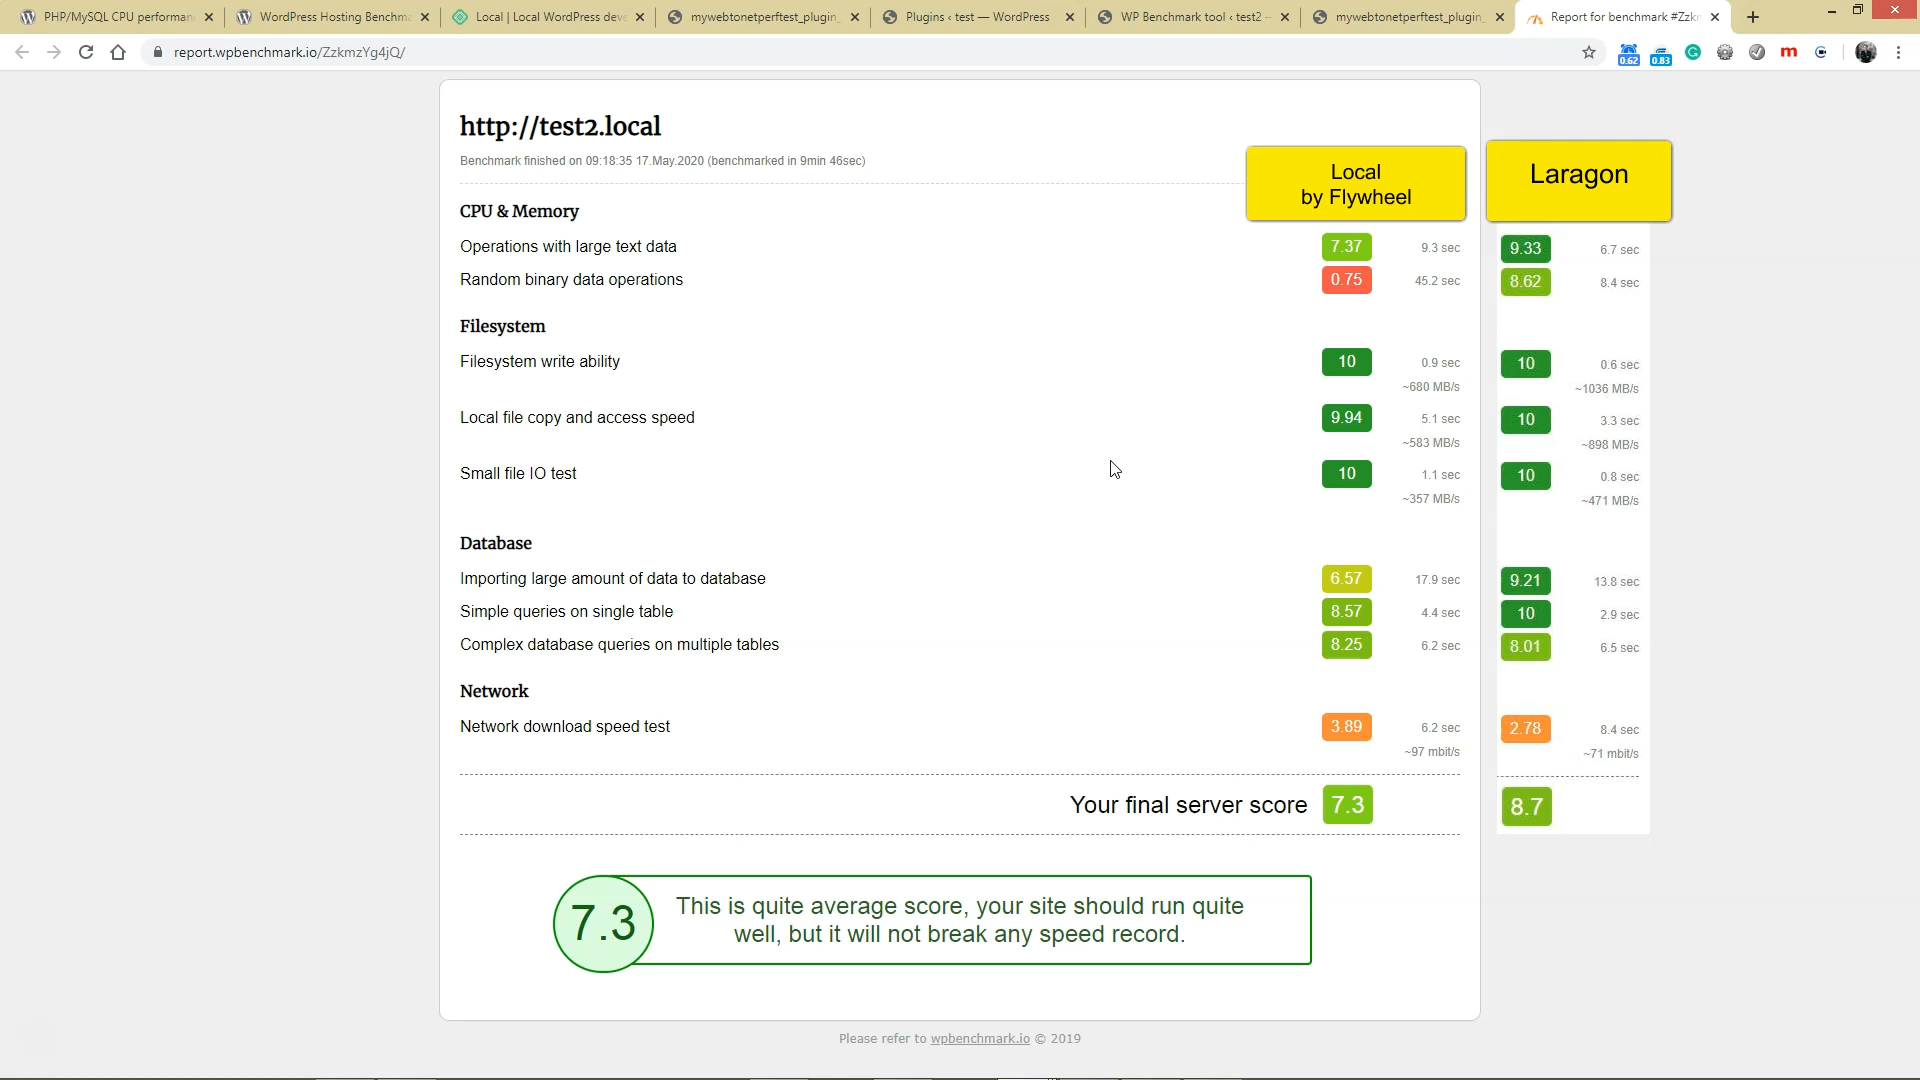 PHP/MySQL CPU performan
WordPress Hosting Benchma
Local | Local WordPress deve
mywebtonetperftest_plugin_
Plugins ‹ test — WordPress
WP Benchmark tool ‹ test2 –
mywebtonetperftest_plugin_
Report for benchmark #Zzkm
report.wpbenchmark.io/ZzkmzYg4jQ/
0.62
0.83
http://test2.local
Benchmark finished on 09:18:35 17.May.2020 (benchmarked in 9min 46sec)
Local
by Flywheel
Laragon
CPU & Memory
Operations with large text data 7.37 9.3 sec 9.33 6.7 sec
Random binary data operations 0.75 45.2 sec 8.62 8.4 sec
Filesystem
Filesystem write ability 10 0.9 sec 10 0.6 sec
~680 MB/s ~1036 MB/s
Local file copy and access speed 9.94 5.1 sec 10 3.3 sec
~583 MB/s ~898 MB/s
Small file IO test 10 1.1 sec 10 0.8 sec
~357 MB/s ~471 MB/s
Database
Importing large amount of data to database 6.57 17.9 sec 9.21 13.8 sec
Simple queries on single table 8.57 4.4 sec 10 2.9 sec
Complex database queries on multiple tables 8.25 6.2 sec 8.01 6.5 sec
Network
Network download speed test 3.89 6.2 sec 2.78 8.4 sec
~97 mbit/s ~71 mbit/s
Your final server score 7.3 8.7
7.3
This is quite average score, your site should run quite
well, but it will not break any speed record.
Please refer to wpbenchmark.io © 2019